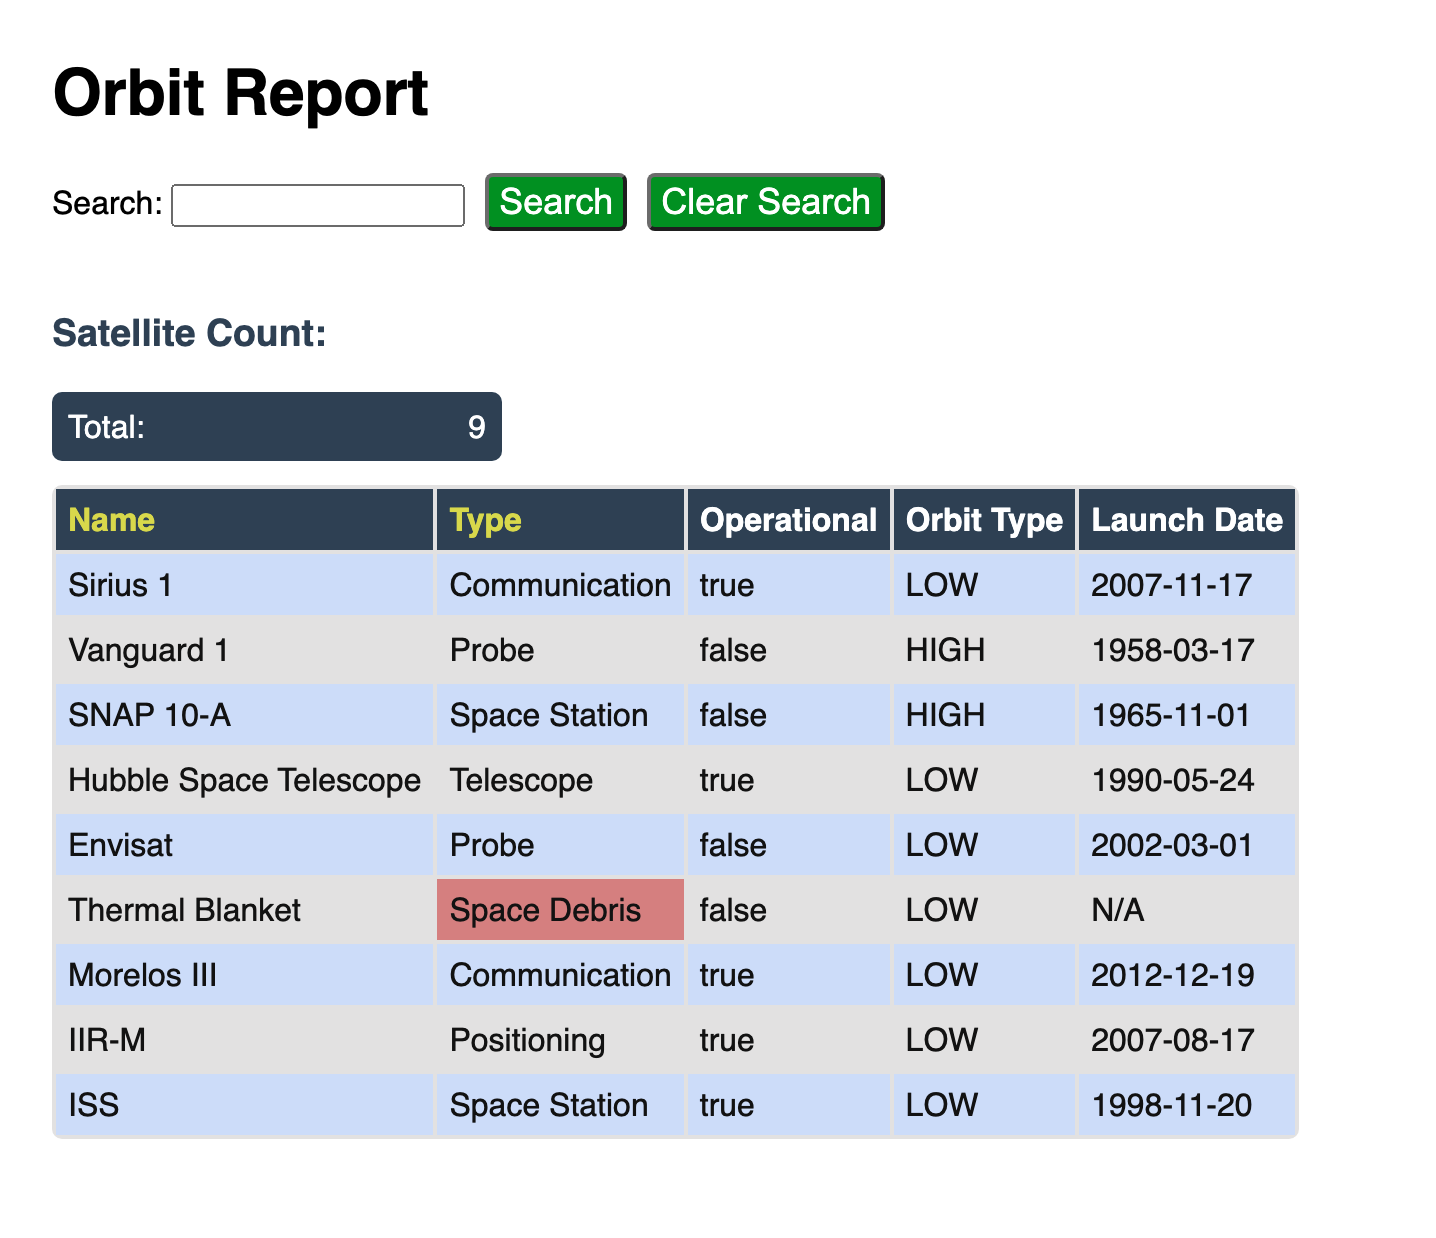 Orbit Report
Search: Search Clear Search
Satellite Count:
Total: 9
Name Type Operational Orbit Type Launch Date
Sirius 1 Communication true LOW 2007-11-17
Vanguard 1 Probe false HIGH 1958-03-17
SNAP 10-A Space Station false HIGH 1965-11-01
Hubble Space Telescope Telescope true LOW 1990-05-24
Envisat Probe false LOW 2002-03-01
Thermal Blanket Space Debris false LOW N/A
Morelos III Communication true LOW 2012-12-19
IIR-M Positioning true LOW 2007-08-17
ISS Space Station true LOW 1998-11-20